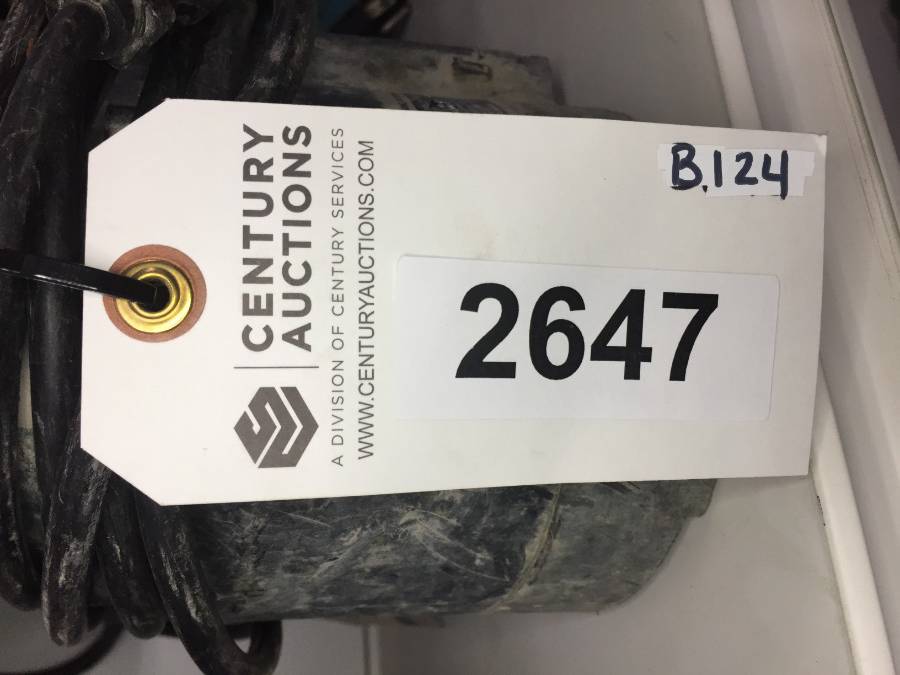 CENTURY
AUCTIONS
A DIVISION OF CENTURY SERVICES
WWW.CENTURYAUCTIONS.COM
B.124
2647